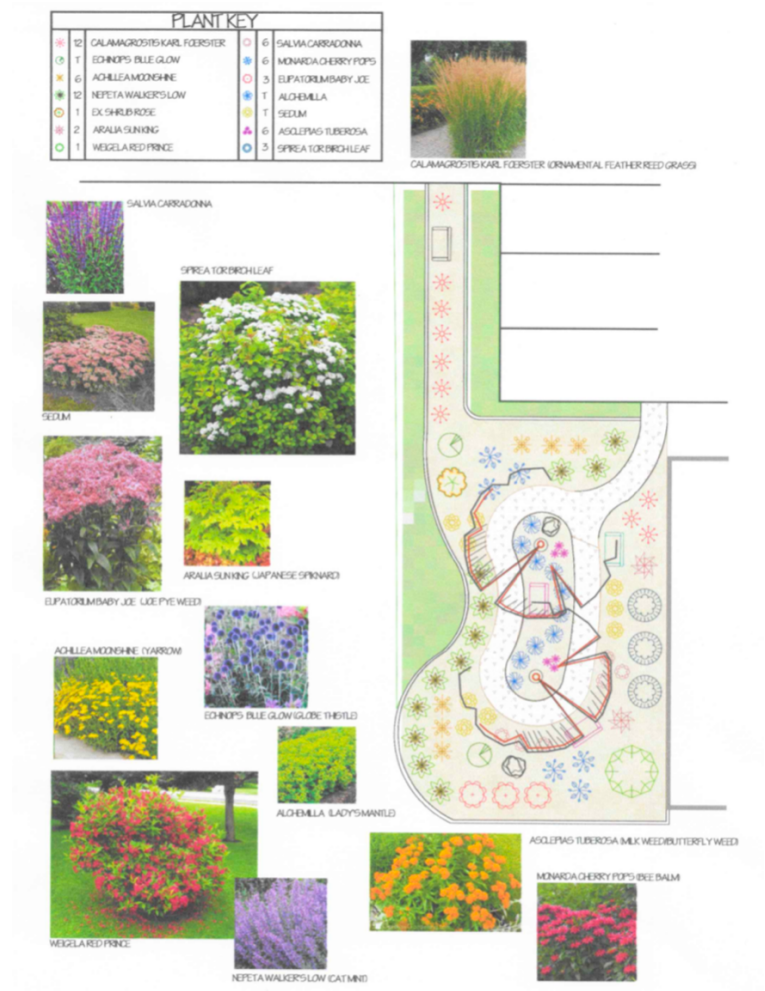 PLANT KEY
12 CALAMAGROSTIS KARL FOERSTER
T ECHINOPS BLUE GLOW
6 ACHILLEA MOONSHINE
12 NEPETA WALKER'S LOW
1 EX SHRUB ROSE
2 ARALIA SUN KING
1 WEIGELA RED PRINCE
6 SALVIA CARRADONNA
6 MONARDA CHERRY POPS
3 EUPATORIUM BABY JOE
T ALCHEMILLA
T SEDUM
6 ASCLEPIAS TUBEROSA
3 SPIREA TOR BIRCH LEAF
CALAMAGROSTIS KARL FOERSTER (ORNAMENTAL FEATHER REED GRASS)
SALVIA CARRADONNA
SPIREA TOR BIRCH LEAF
SEDUM
ARALIA SUN KING (JAPANESE SPIKNARD)
EUPATORIUM BABY JOE (JOE PYE WEED)
ACHILLEA MOONSHINE (YARROW)
ECHINOPS BLUE GLOW (GLOBE THISTLE)
ALCHEMILLA (LADY'S MANTLE)
ASCLEPIAS TUBEROSA (MILK WEED/BUTTERFLY WEED)
MONARDA CHERRY POPS (BEE BALM)
WEIGELA RED PRINCE
NEPETA WALKER'S LOW (CATMINT)